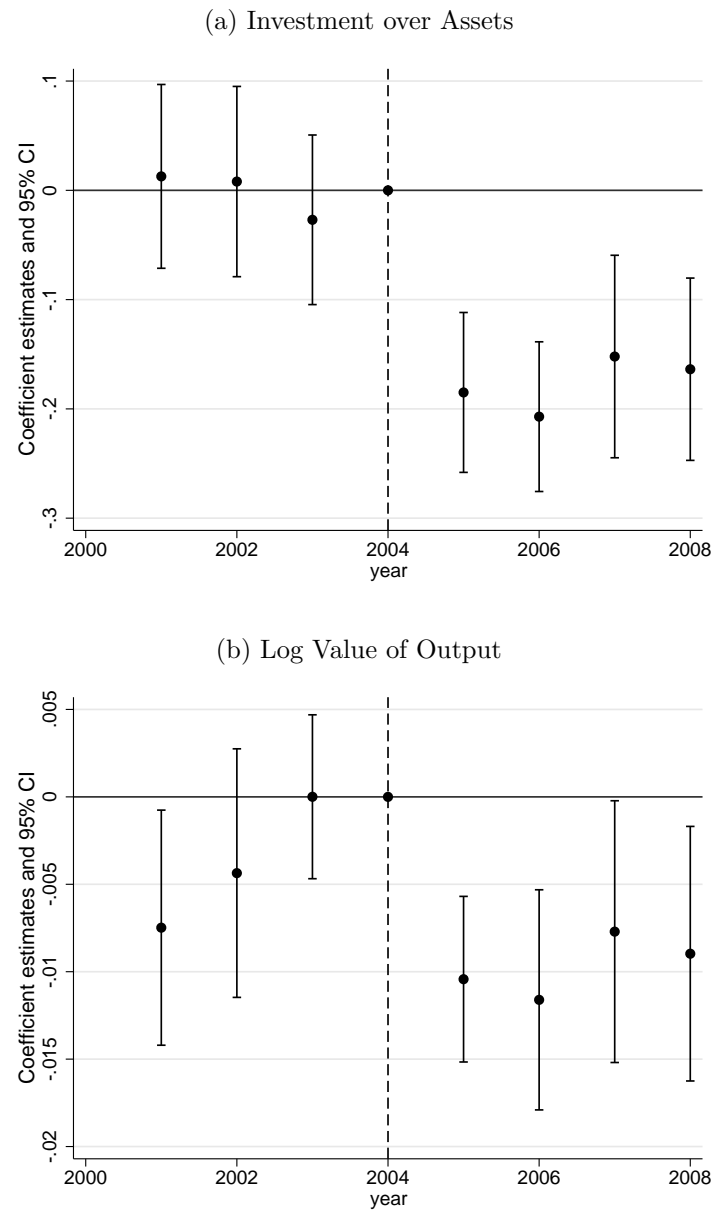 (a) Investment over Assets
Coefficient estimates and 95% CI
.1
0
-.1
-.2
-.3
2000 2002 2004 2006 2008
year
(b) Log Value of Output
Coefficient estimates and 95% CI
.005
0
-.005
-.01
-.015
-.02
2000 2002 2004 2006 2008
year